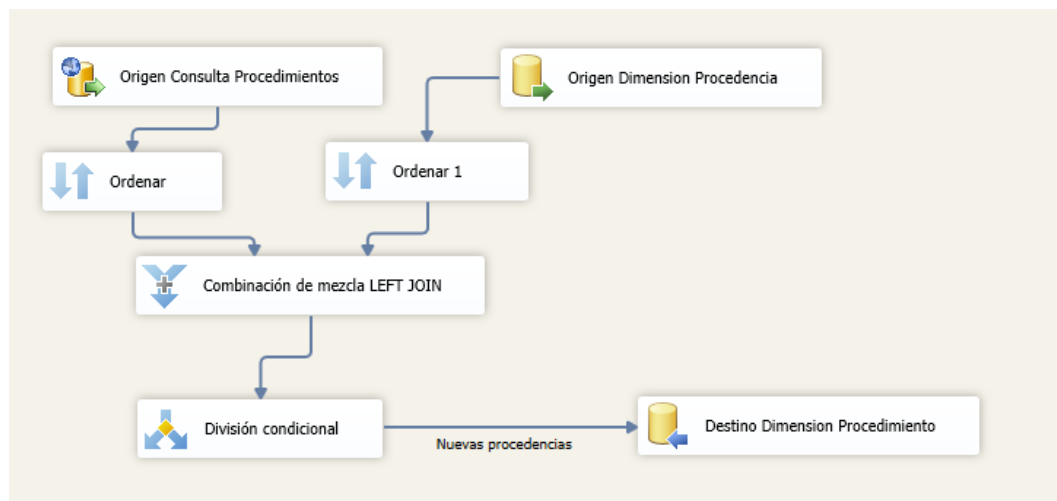 Origen Consulta Procedimientos
Origen Dimension Procedencia
Ordenar
Ordenar 1
Combinación de mezcla LEFT JOIN
División condicional
Nuevas procedencias
Destino Dimension Procedimiento